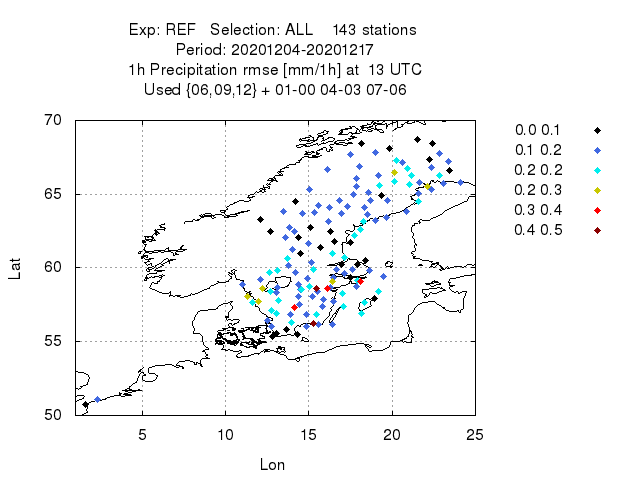 Exp: REF   Selection: ALL    143 stations
Period: 20201204-20201217
1h Precipitation rmse [mm/1h] at  13 UTC
Used {06,09,12} + 01-00 04-03 07-06
70
65
60
55
50
5
10
15
20
25
Lat
Lon
0.0 0.1
0.1 0.2
0.2 0.2
0.2 0.3
0.3 0.4
0.4 0.5